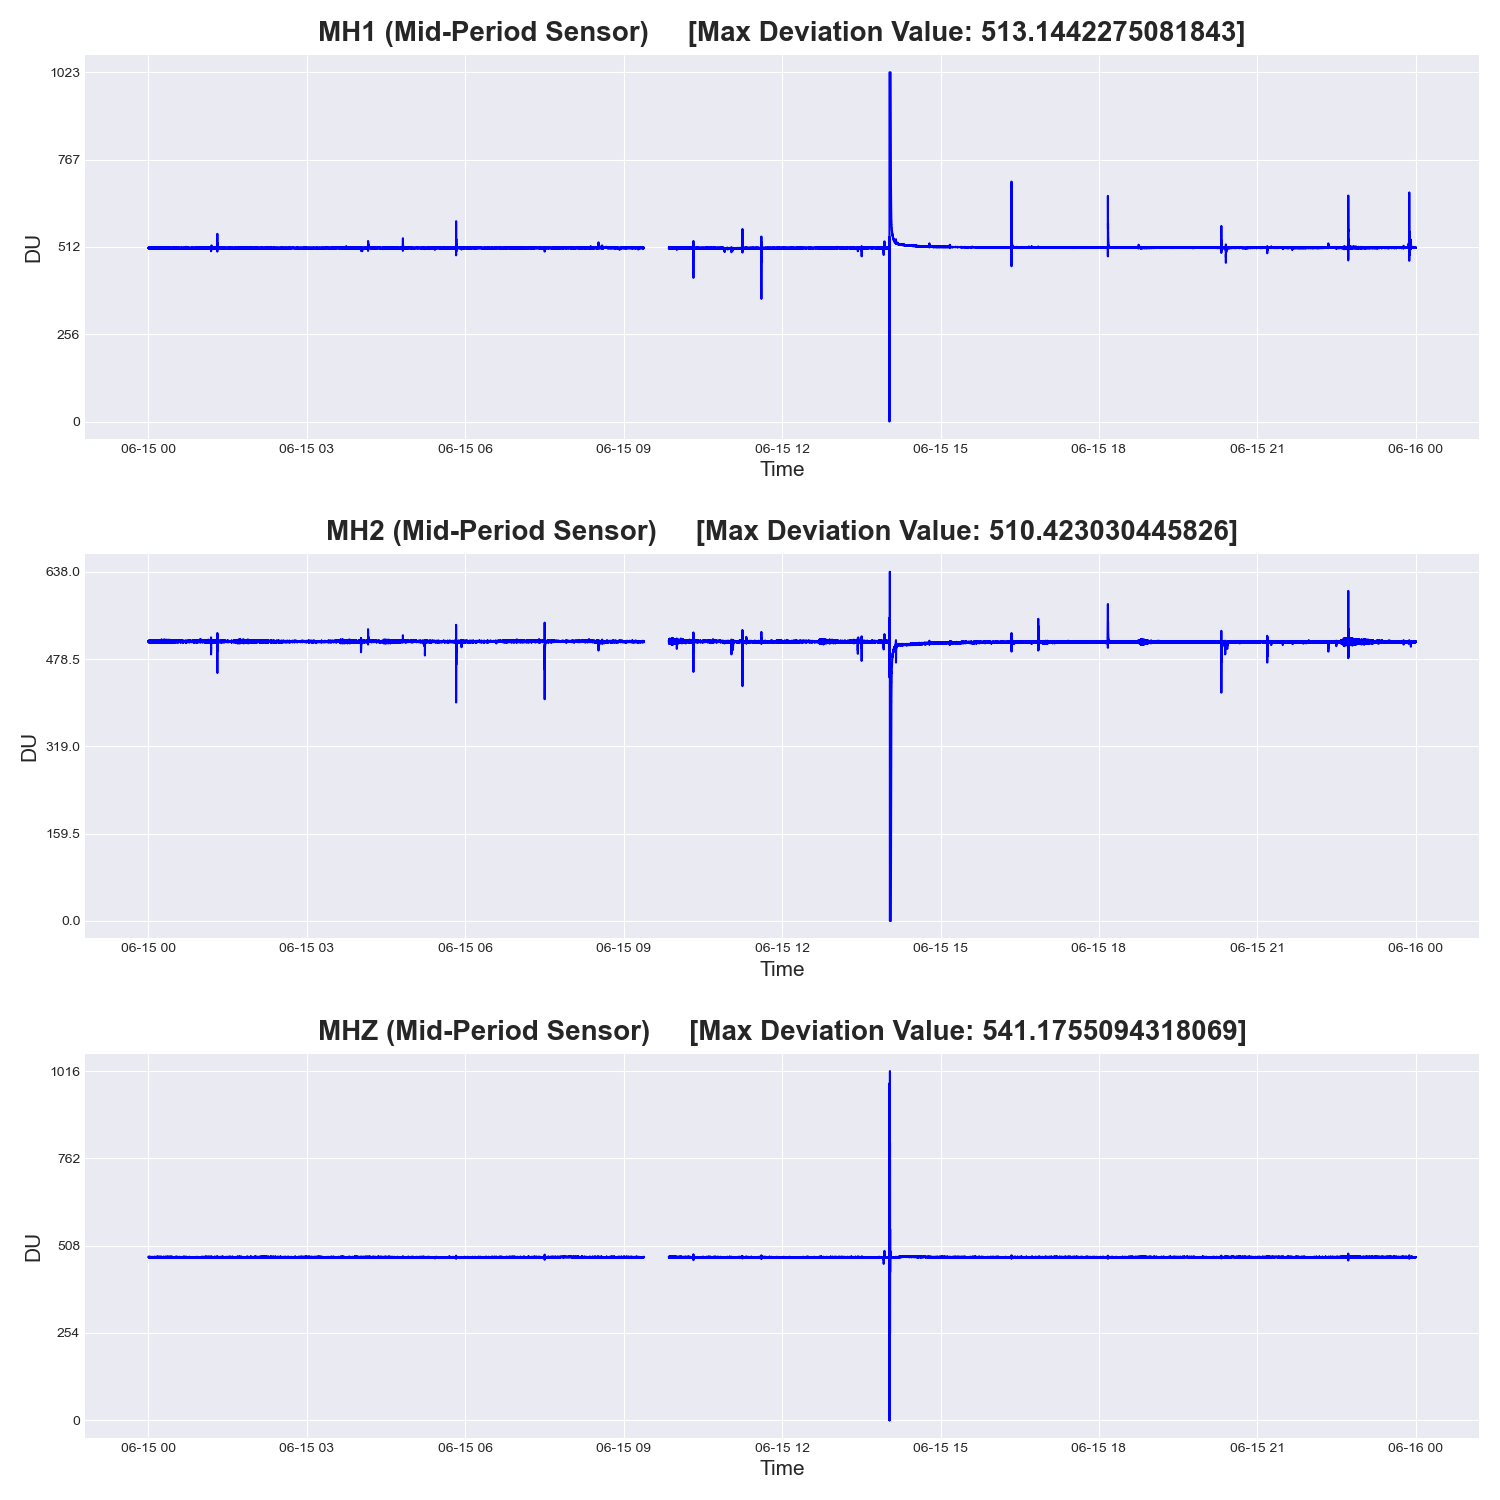 MH1 (Mid-Period Sensor) [Max Deviation Value: 513.1442275081843]
1023
767
512
256
0
DU
06-15 00 06-15 03 06-15 06 06-15 09 06-15 12 06-15 15 06-15 18 06-15 21 06-16 00
Time
MH2 (Mid-Period Sensor) [Max Deviation Value: 510.423030445826]
638.0
478.5
319.0
159.5
0.0
DU
06-15 00 06-15 03 06-15 06 06-15 09 06-15 12 06-15 15 06-15 18 06-15 21 06-16 00
Time
MHZ (Mid-Period Sensor) [Max Deviation Value: 541.1755094318069]
1016
762
508
254
0
DU
06-15 00 06-15 03 06-15 06 06-15 09 06-15 12 06-15 15 06-15 18 06-15 21 06-16 00
Time